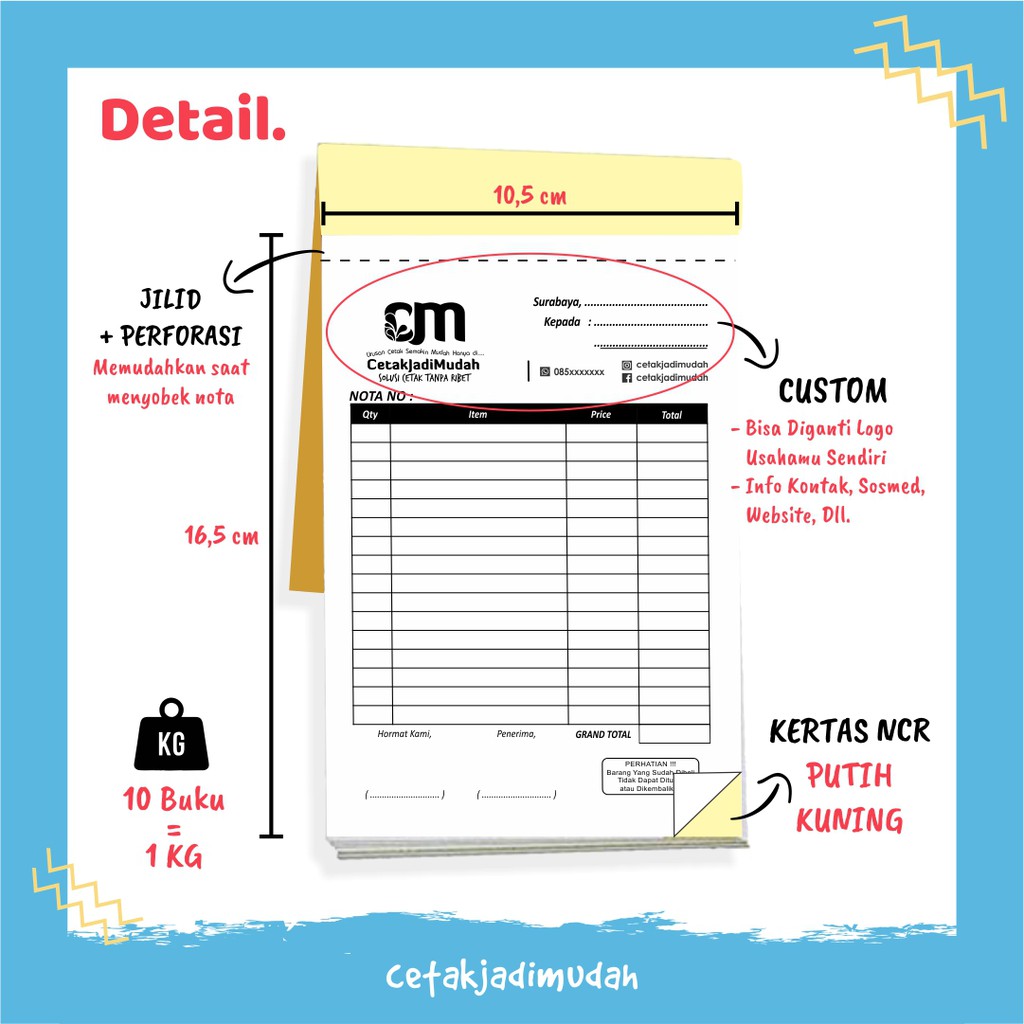 Detail.
10,5 cm
JILID
+ PERFORASI
Memudahkan saat
menyobek nota
cjm
Urusan Cetak Semakin Mudah Hanya di....
CetakJadiMudah
SOLUSI CETAK TANPA RIBET
Surabaya, ....................................
Kepada : .................................
.................................
085xxxxxxx
cetakjadimudah
cetakjadimudah
NOTA NO :
Qty Item Price Total
CUSTOM
- Bisa Diganti Logo
Usahamu Sendiri
- Info Kontak, Sosmed,
Website, Dll.
16,5 cm
Hormat Kami, Penerima, GRAND TOTAL
PERHATIAN !!!
Barang Yang Sudah
Tidak Dapat
atau
(............................) (............................)
KG
10 Buku
=
1 KG
KERTAS NCR
PUTIH
KUNING
cetakjadimudah